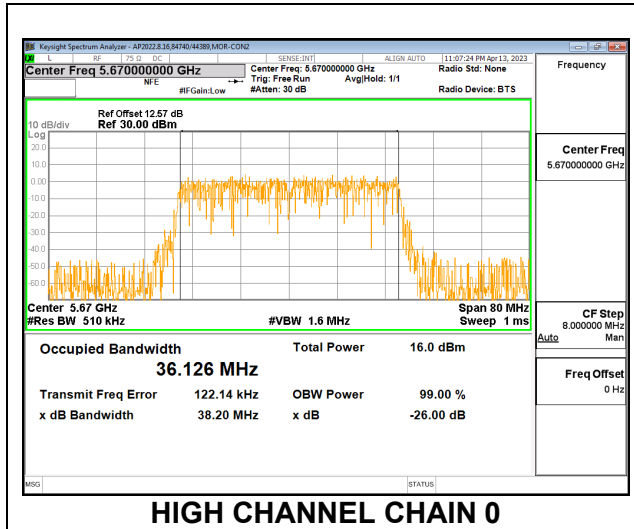 Keysight Spectrum Analyzer - AP2022.8.16,84740/44389,MOR-CON2
L RF 75 Ω DC SENSE:INT ALIGN AUTO 11:07:24 PM Apr 13, 2023
Center Freq 5.670000000 GHz Center Freq: 5.670000000 GHz Radio Std: None
NFE Trig: Free Run Avg|Hold: 1/1
#IFGain:Low #Atten: 30 dB Radio Device: BTS
Frequency
Ref Offset 12.57 dB
10 dB/div Ref 30.00 dBm
Log
20.0
10.0
0.00
-10.0
-20.0
-30.0
-40.0
-50.0
-60.0
Center 5.67 GHz Span 80 MHz
#Res BW 510 kHz #VBW 1.6 MHz Sweep 1 ms
Center Freq
5.670000000 GHz
CF Step
8.000000 MHz
Auto Man
Freq Offset
0 Hz
Occupied Bandwidth Total Power 16.0 dBm
36.126 MHz
Transmit Freq Error 122.14 kHz OBW Power 99.00 %
x dB Bandwidth 38.20 MHz x dB -26.00 dB
MSG STATUS
HIGH CHANNEL CHAIN 0